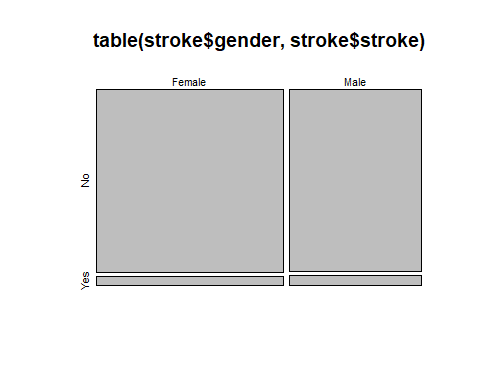 table(stroke$gender, stroke$stroke)
Female Male
No
Yes